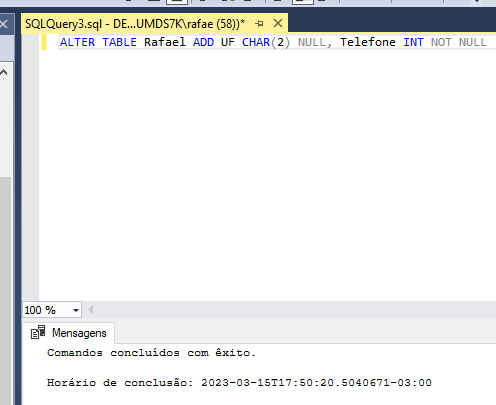 SQLQuery3.sql - DE...UMDS7K\rafae (58))*
ALTER TABLE Rafael ADD UF CHAR(2) NULL, Telefone INT NOT NULL
100 %
Mensagens
Comandos concluídos com êxito.
Horário de conclusão: 2023-03-15T17:50:20.5040671-03:00